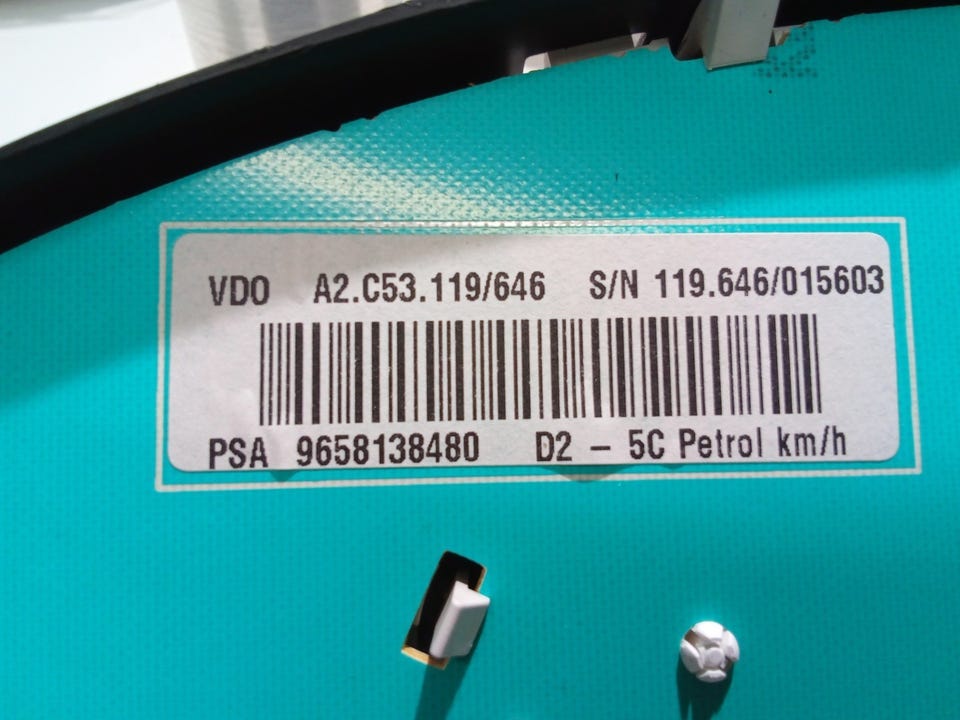 VDO A2.C53.119/646 S/N 119.646/015603
PSA 9658138480 D2 - 5C Petrol km/h